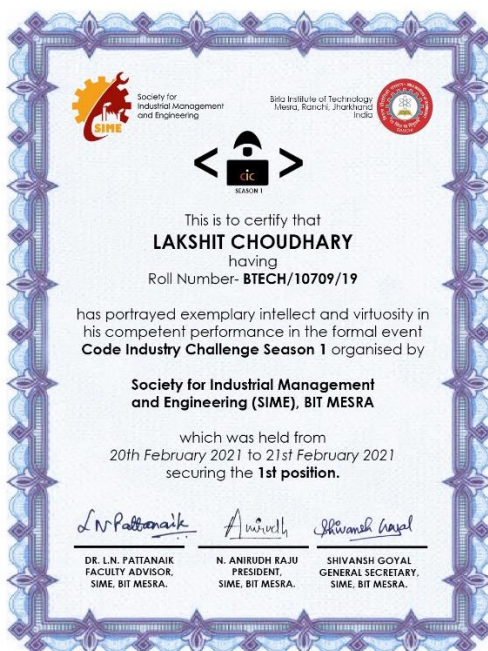 SIME
Society for
Industrial Management
and Engineering
Birla Institute of Technology
Mesra, Ranchi, Jharkhand
India
< cic >
SEASON 1
This is to certify that
LAKSHIT CHOUDHARY
having
Roll Number- BTECH/10709/19
has portrayed exemplary intellect and virtuosity in
his competent performance in the formal event
Code Industry Challenge Season 1 organised by
Society for Industrial Management
and Engineering (SIME), BIT MESRA
which was held from
20th February 2021 to 21st February 2021
securing the 1st position.
L N Pattanaik
Anirudh
Shivansh Goyal
DR. L.N. PATTANAIK
FACULTY ADVISOR,
SIME, BIT MESRA.
N. ANIRUDH RAJU
PRESIDENT,
SIME, BIT MESRA.
SHIVANSH GOYAL
GENERAL SECRETARY,
SIME, BIT MESRA.